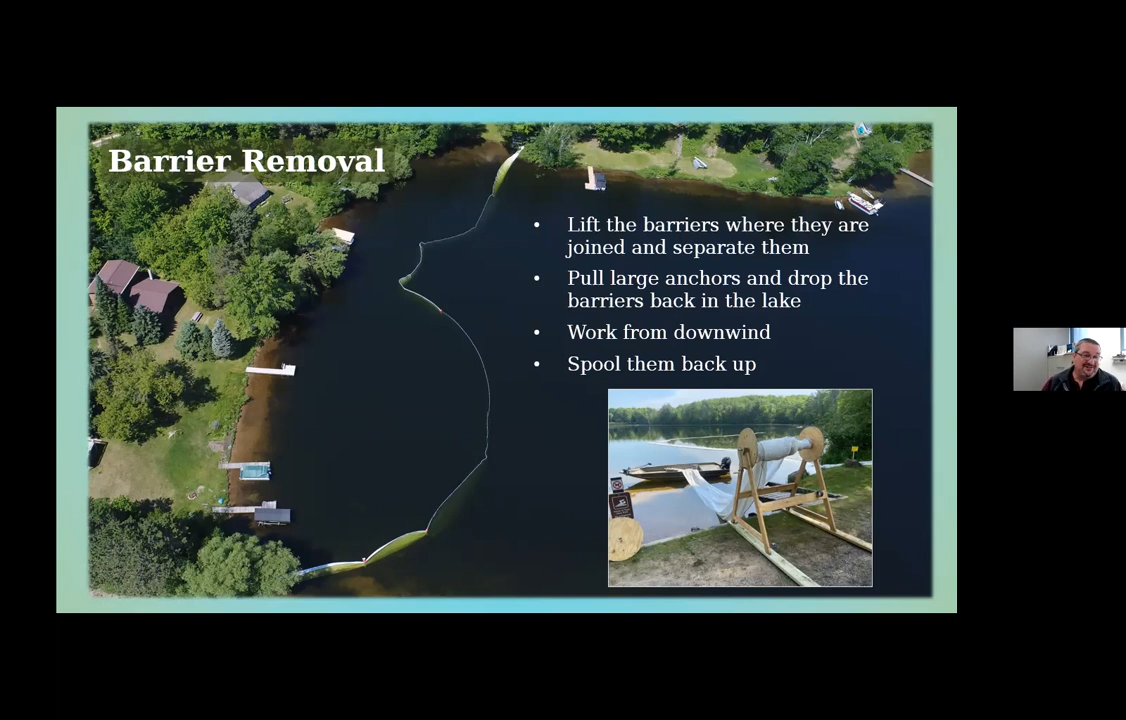 Barrier Removal
• Lift the barriers where they are
joined and separate them
• Pull large anchors and drop the
barriers back in the lake
• Work from downwind
• Spool them back up